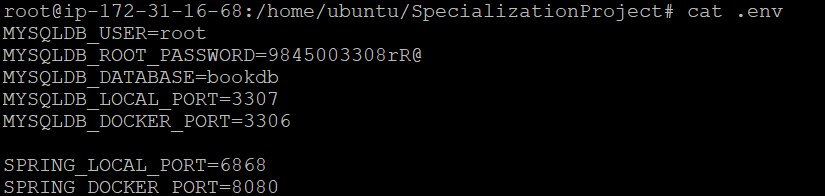 root@ip-172-31-16-68:/home/ubuntu/SpecializationProject# cat .env
MYSQLDB_USER=root
MYSQLDB_ROOT_PASSWORD=9845003308rR@
MYSQLDB_DATABASE=bookdb
MYSQLDB_LOCAL_PORT=3307
MYSQLDB_DOCKER_PORT=3306

SPRING_LOCAL_PORT=6868
SPRING_DOCKER_PORT=8080